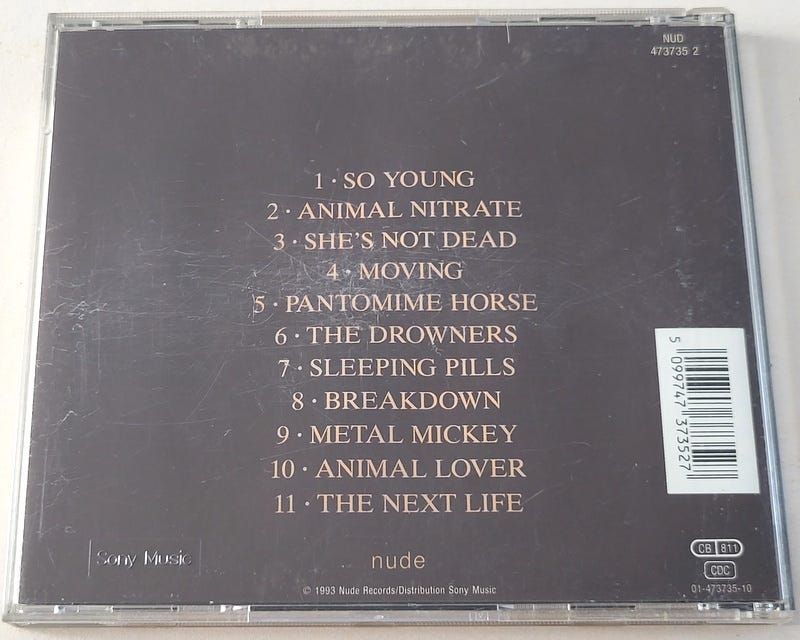 NUD
473735 2
1 · SO YOUNG
2 · ANIMAL NITRATE
3 · SHE'S NOT DEAD
4 · MOVING
5 · PANTOMIME HORSE
6 · THE DROWNERS
7 · SLEEPING PILLS
8 · BREAKDOWN
9 · METAL MICKEY
10 · ANIMAL LOVER
11 · THE NEXT LIFE
5 099747 373527
Sony Music
nude
© 1993 Nude Records/Distribution Sony Music
CB 811
CDC
01-473735-10